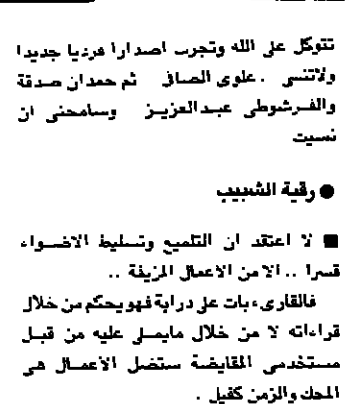 تتوكل على الله وتجرب اصدارا فرديا جديدا
ولاتنسى . علوى الصافى ثم حمدان صدقة
والفرشوطى عبدالعزيز وسامحنى ان
نسيت
● رقية الشبيب
■ لا اعتقد ان التلميع وتسليط الاضواء
قسرا .. الا من الاعمال المزيفة ..
فالقارىء بات على دراية فهو يحكم من خلال
قراءاته لا من خلال مايملى عليه من قبل
مستخدمى المقايضة ستضل الأعمال هى
المحك والزمن كفيل .